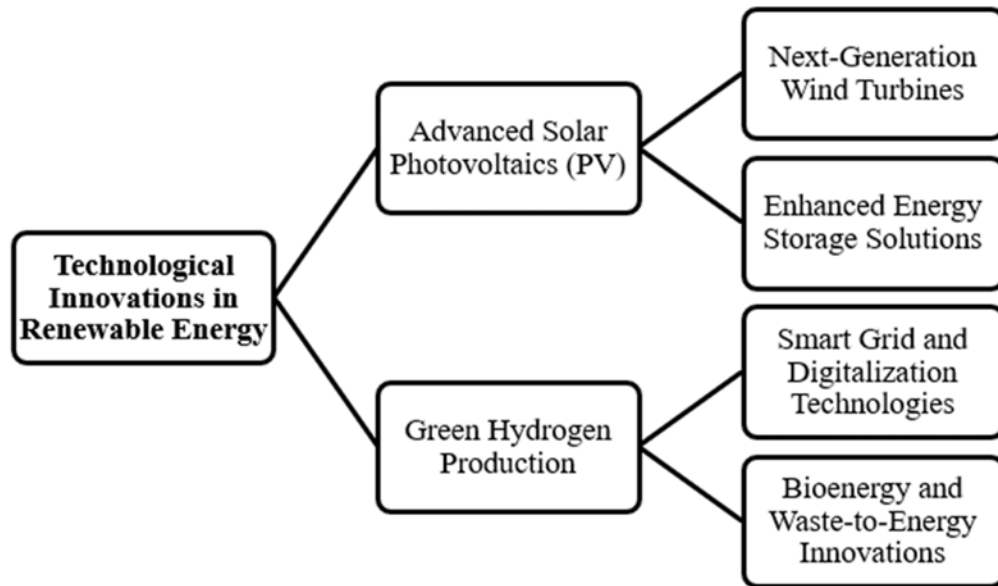 Technological
Innovations in
Renewable Energy
Advanced Solar
Photovoltaics (PV)
Next-Generation
Wind Turbines
Enhanced Energy
Storage Solutions
Green Hydrogen
Production
Smart Grid and
Digitalization
Technologies
Bioenergy and
Waste-to-Energy
Innovations